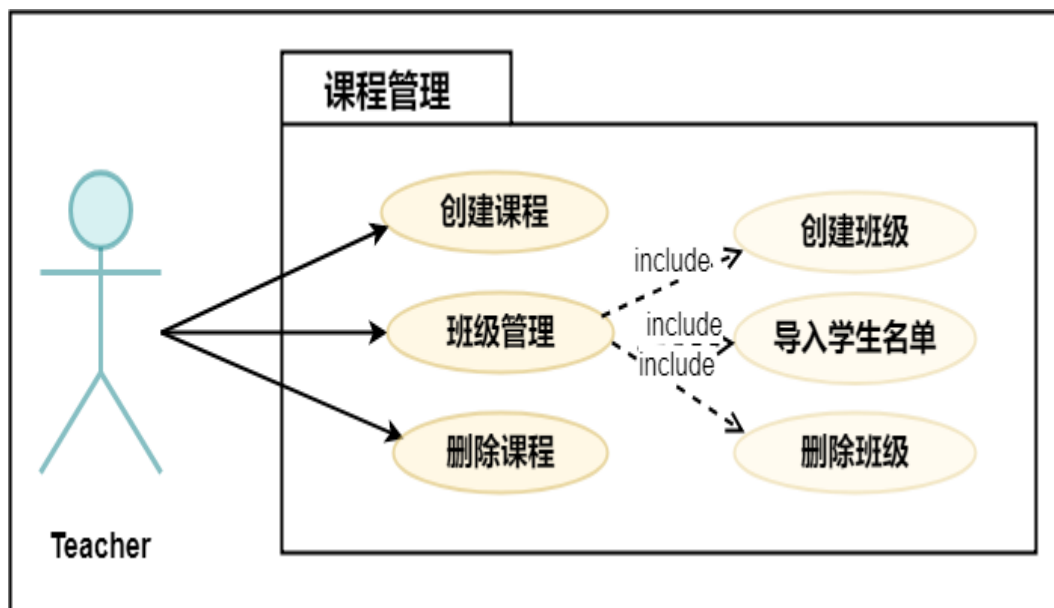 课程管理
创建课程
创建班级
include
班级管理
include
导入学生名单
include
删除课程
删除班级
Teacher